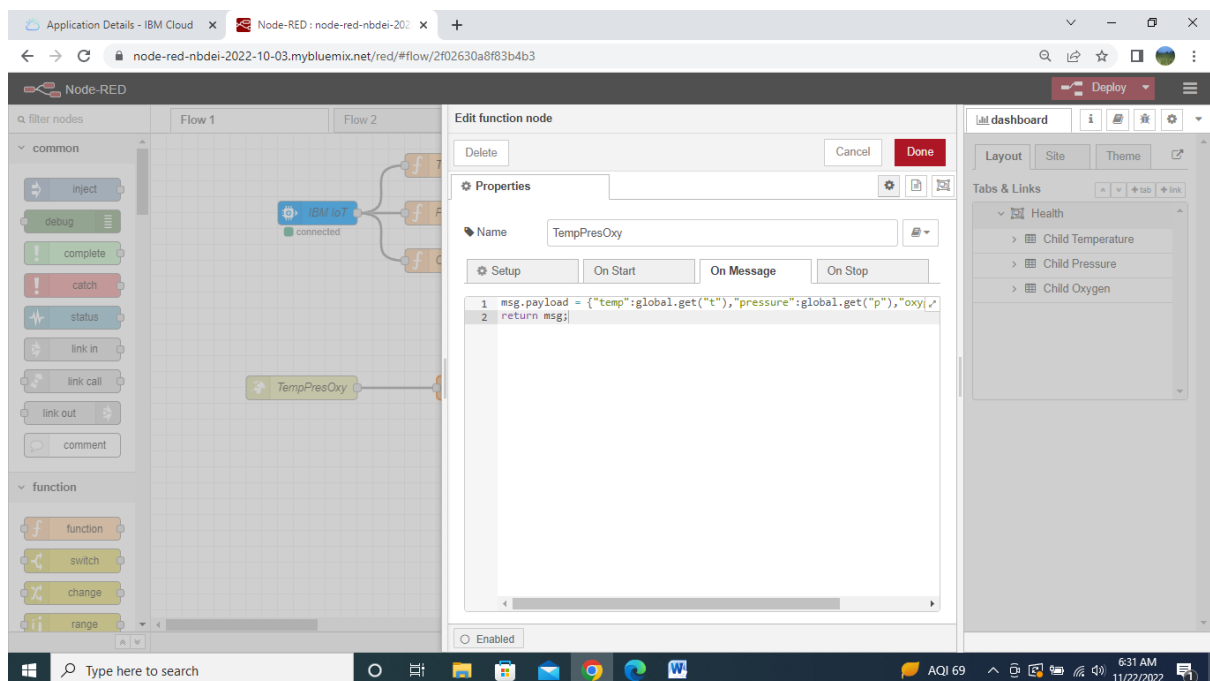 Application Details - IBM Cloud
Node-RED : node-red-nbdei-202
node-red-nbdei-2022-10-03.mybluemix.net/red/#flow/2f02630a8f83b4b3
Node-RED
Deploy
filter nodes
Flow 1
Flow 2
Edit function node
dashboard
common
Delete
Cancel
Done
Layout
Site
Theme
inject
Properties
Tabs & Links
tab
link
debug
IBM IoT
connected
Health
Name
TempPresOxy
Child Temperature
complete
Child Pressure
catch
Setup
On Start
On Message
On Stop
Child Oxygen
1 msg.payload = {"temp":global.get("t"),"pressure":global.get("p"),"oxy
2 return msg;
status
link in
link call
TempPresOxy
link out
comment
function
function
switch
change
range
Enabled
Type here to search
AQI 69
6:31 AM
11/22/2022